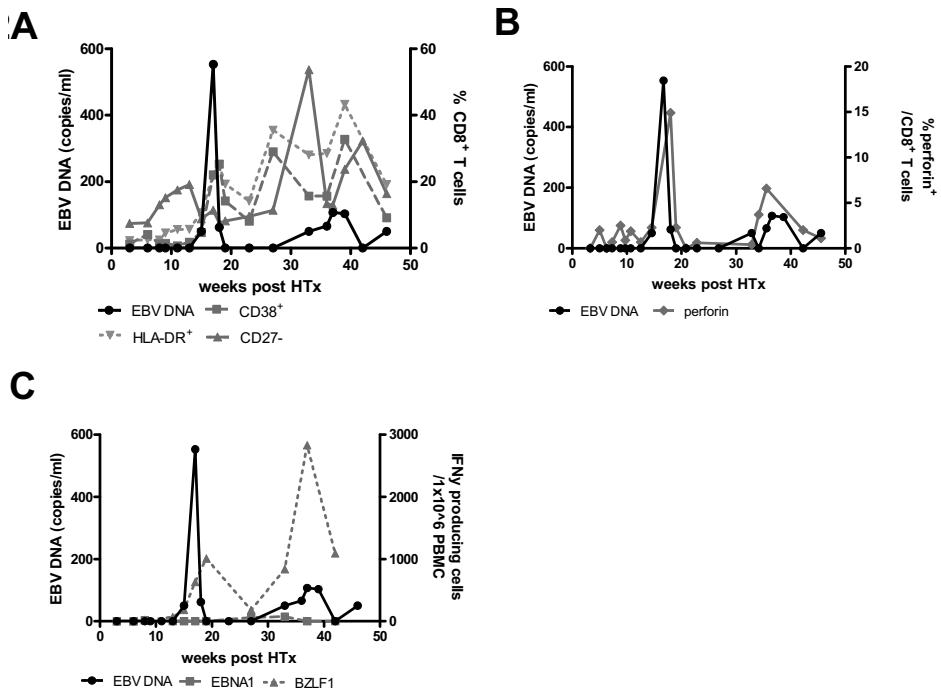 2A
B
600
400
200
0
EBV DNA (copies/ml)
60
40
20
0
% CD8+ T cells
0 10 20 30 40 50
weeks post HTx
EBV DNA CD38+
HLA-DR+ CD27-
600
400
200
0
EBV DNA (copies/ml)
20
15
10
5
0
% perforin+
/CD8+ T cells
0 10 20 30 40 50
weeks post HTx
EBV DNA perforin
C
600
400
200
0
EBV DNA (copies/ml)
3000
2000
1000
0
IFNγ producing cells
/1x10^6 PBMC
0 10 20 30 40 50
weeks post HTx
EBV DNA EBNA1 BZLF1